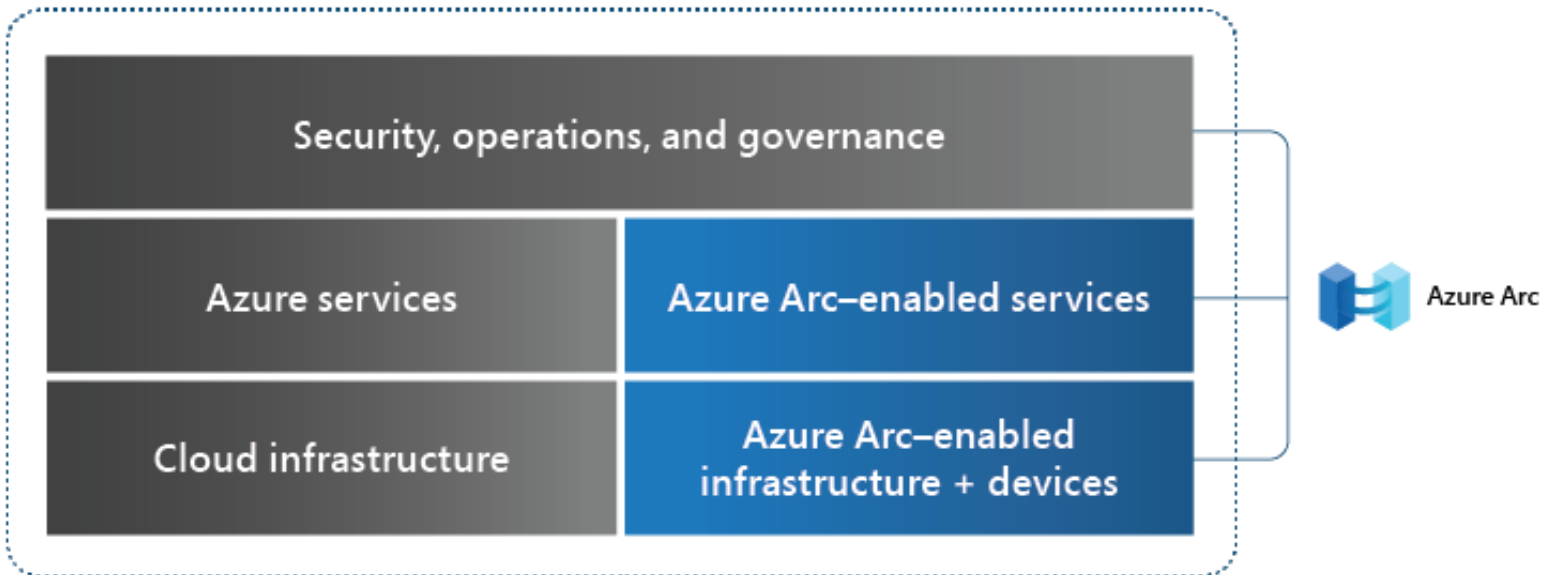 Security, operations, and governance
Azure services
Azure Arc–enabled services
Azure Arc
Cloud infrastructure
Azure Arc–enabled
infrastructure + devices